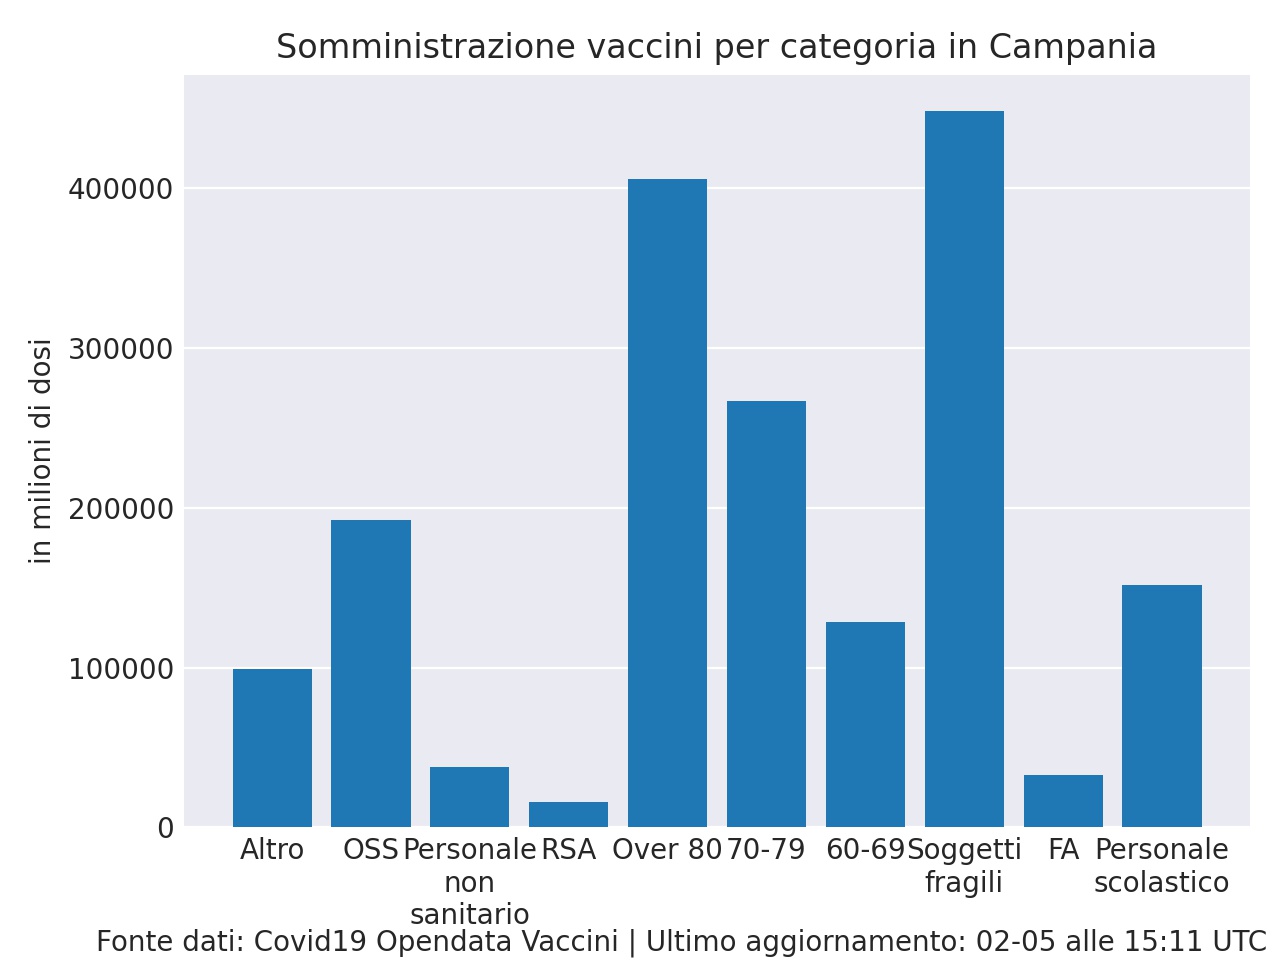 Somministrazione vaccini per categoria in Campania
in milioni di dosi
400000
300000
200000
100000
0
Altro
OSS
Personale
non
sanitario
RSA
Over 80
70-79
60-69
Soggetti
fragili
FA
Personale
scolastico
Fonte dati: Covid19 Opendata Vaccini | Ultimo aggiornamento: 02-05 alle 15:11 UTC